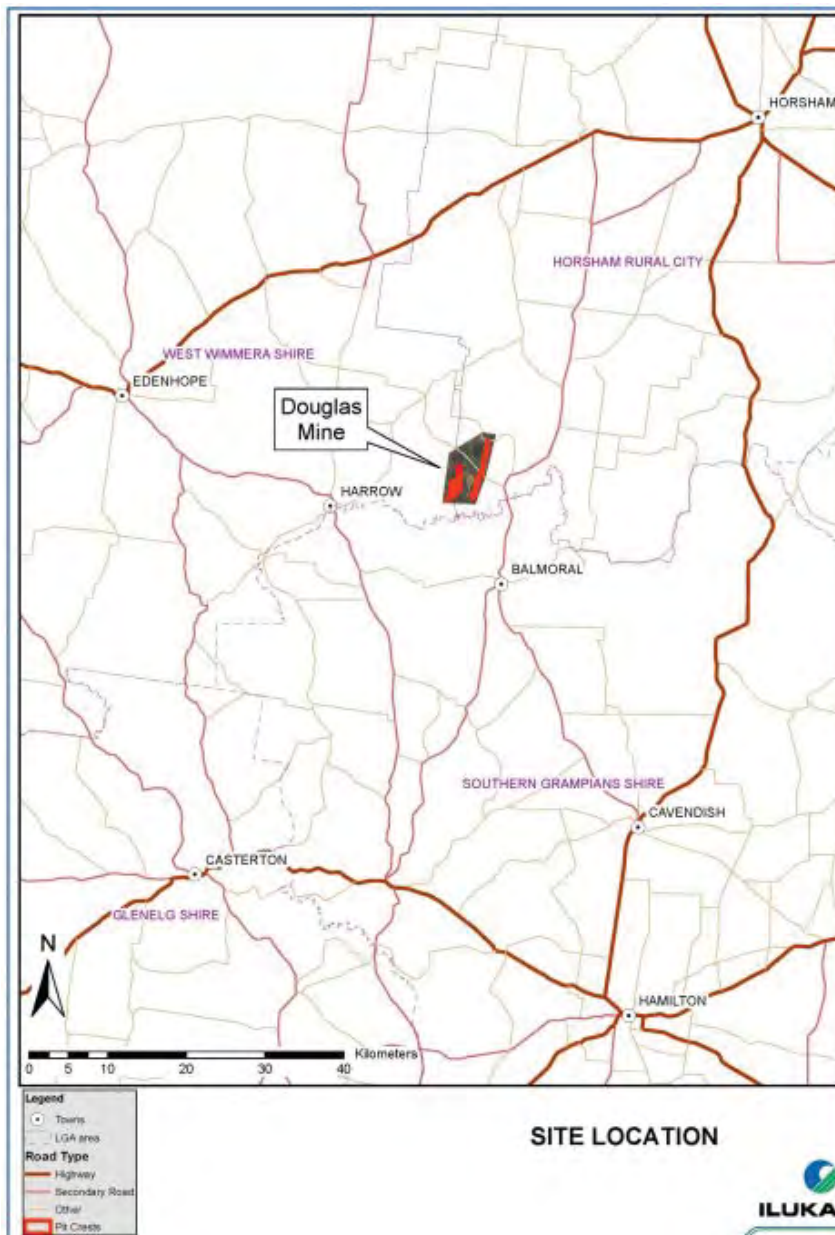 HORSHAM
HORSHAM RURAL CITY
WEST WIMMERA SHIRE
EDENHOPE
Douglas
Mine
HARROW
BALMORAL
SOUTHERN GRAMPIANS SHIRE
CAVENDISH
CASTERTON
GLENELG SHIRE
N
HAMILTON
Kilometers
0 5 10 20 30 40
Legend
Towns
LGA area
Road Type
Highway
Secondary Road
Other
Pit Crests
SITE LOCATION
ILUKA